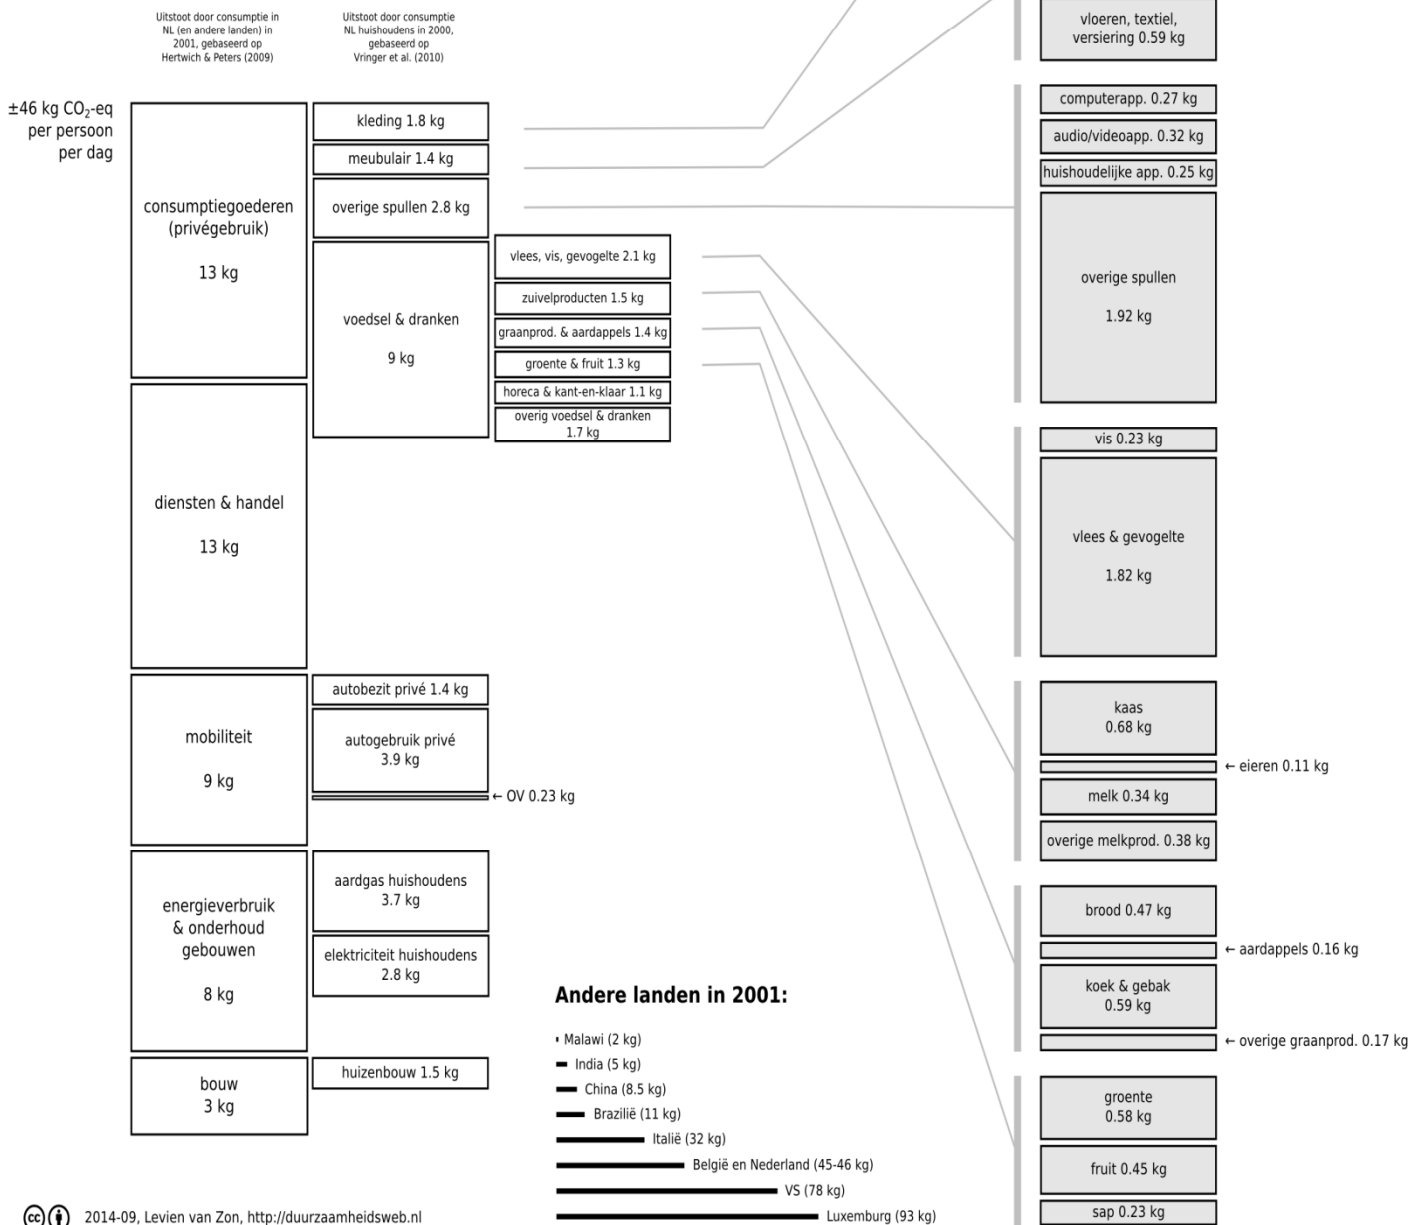 Uitstoot door consumptie in
NL (en andere landen) in
2001, gebaseerd op
Hertwich & Peters (2009)
Uitstoot door consumptie
NL huishoudens in 2000,
gebaseerd op
Vringer et al. (2010)
±46 kg CO₂-eq
per persoon
per dag
consumptiegoederen
(privégebruik)
13 kg
diensten & handel
13 kg
mobiliteit
9 kg
energieverbruik
& onderhoud
gebouwen
8 kg
bouw
3 kg
kleding 1.8 kg
meubulair 1.4 kg
overige spullen 2.8 kg
voedsel & dranken
9 kg
autobezit privé 1.4 kg
autogebruik privé
3.9 kg
← OV 0.23 kg
aardgas huishoudens
3.7 kg
elektriciteit huishoudens
2.8 kg
huizenbouw 1.5 kg
vlees, vis, gevogelte 2.1 kg
zuivelproducten 1.5 kg
graanprod. & aardappels 1.4 kg
groente & fruit 1.3 kg
horeca & kant-en-klaar 1.1 kg
overig voedsel & dranken
1.7 kg
vloeren, textiel,
versiering 0.59 kg
computerapp. 0.27 kg
audio/videoapp. 0.32 kg
huishoudelijke app. 0.25 kg
overige spullen
1.92 kg
vis 0.23 kg
vlees & gevogelte
1.82 kg
kaas
0.68 kg
← eieren 0.11 kg
melk 0.34 kg
overige melkprod. 0.38 kg
brood 0.47 kg
← aardappels 0.16 kg
koek & gebak
0.59 kg
← overige graanprod. 0.17 kg
groente
0.58 kg
fruit 0.45 kg
sap 0.23 kg
Andere landen in 2001:
Malawi (2 kg)
India (5 kg)
China (8.5 kg)
Brazilië (11 kg)
Italië (32 kg)
België en Nederland (45-46 kg)
VS (78 kg)
Luxemburg (93 kg)
cc 2014-09, Levien van Zon, http://duurzaamheidsweb.nl